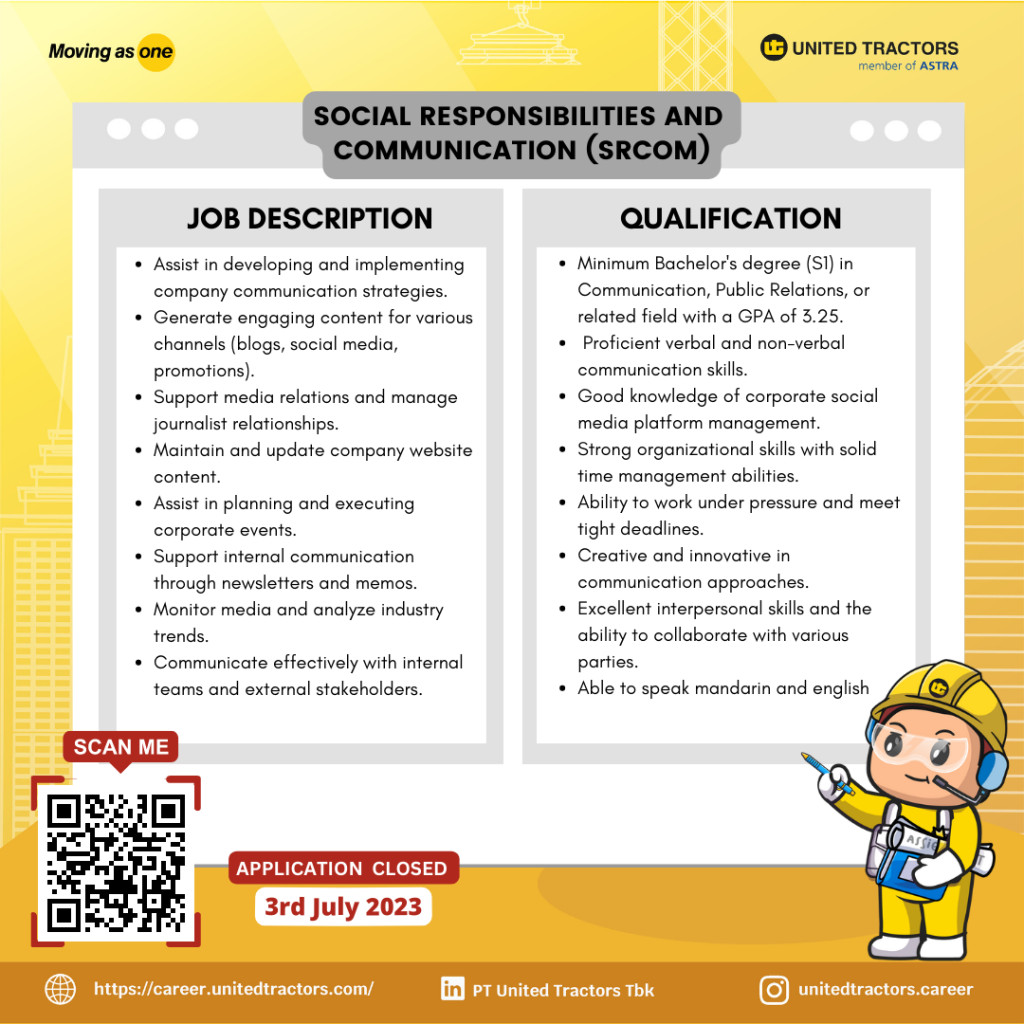 Moving as one
UNITED TRACTORS
member of ASTRA
SOCIAL RESPONSIBILITIES AND
COMMUNICATION (SRCOM)
JOB DESCRIPTION
• Assist in developing and implementing
company communication strategies.
• Generate engaging content for various
channels (blogs, social media,
promotions).
• Support media relations and manage
journalist relationships.
• Maintain and update company website
content.
• Assist in planning and executing
corporate events.
• Support internal communication
through newsletters and memos.
• Monitor media and analyze industry
trends.
• Communicate effectively with internal
teams and external stakeholders.
QUALIFICATION
• Minimum Bachelor's degree (S1) in
Communication, Public Relations, or
related field with a GPA of 3.25.
• Proficient verbal and non-verbal
communication skills.
• Good knowledge of corporate social
media platform management.
• Strong organizational skills with solid
time management abilities.
• Ability to work under pressure and meet
tight deadlines.
• Creative and innovative in
communication approaches.
• Excellent interpersonal skills and the
ability to collaborate with various
parties.
• Able to speak mandarin and english
SCAN ME
APPLICATION CLOSED
3rd July 2023
https://career.unitedtractors.com/
in PT United Tractors Tbk
unitedtractors.career